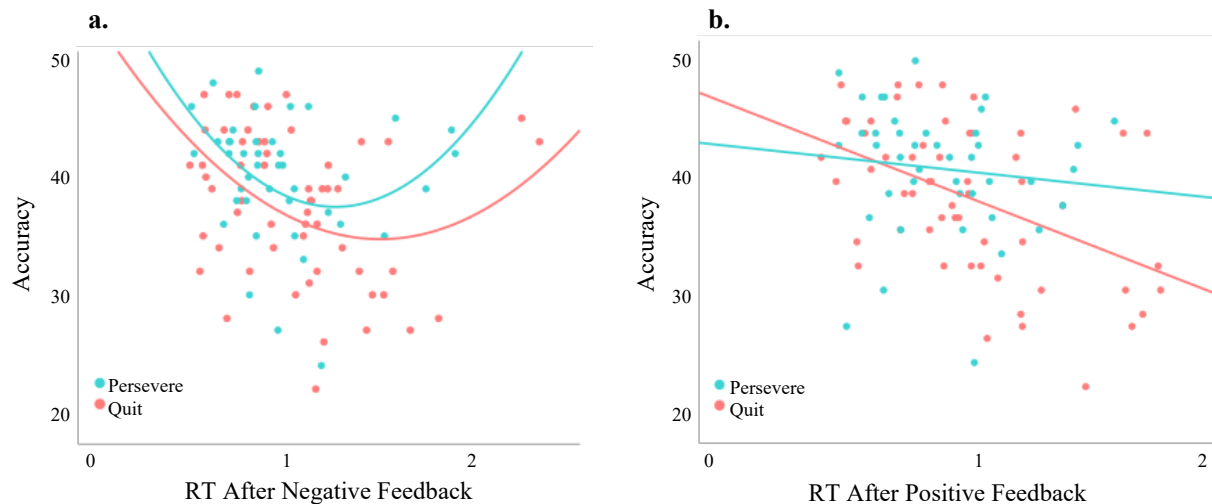 a.
50
40
30
20
Accuracy
Persevere
Quit
0 1 2
RT After Negative Feedback
b.
50
40
30
20
Accuracy
Persevere
Quit
0 1 2
RT After Positive Feedback